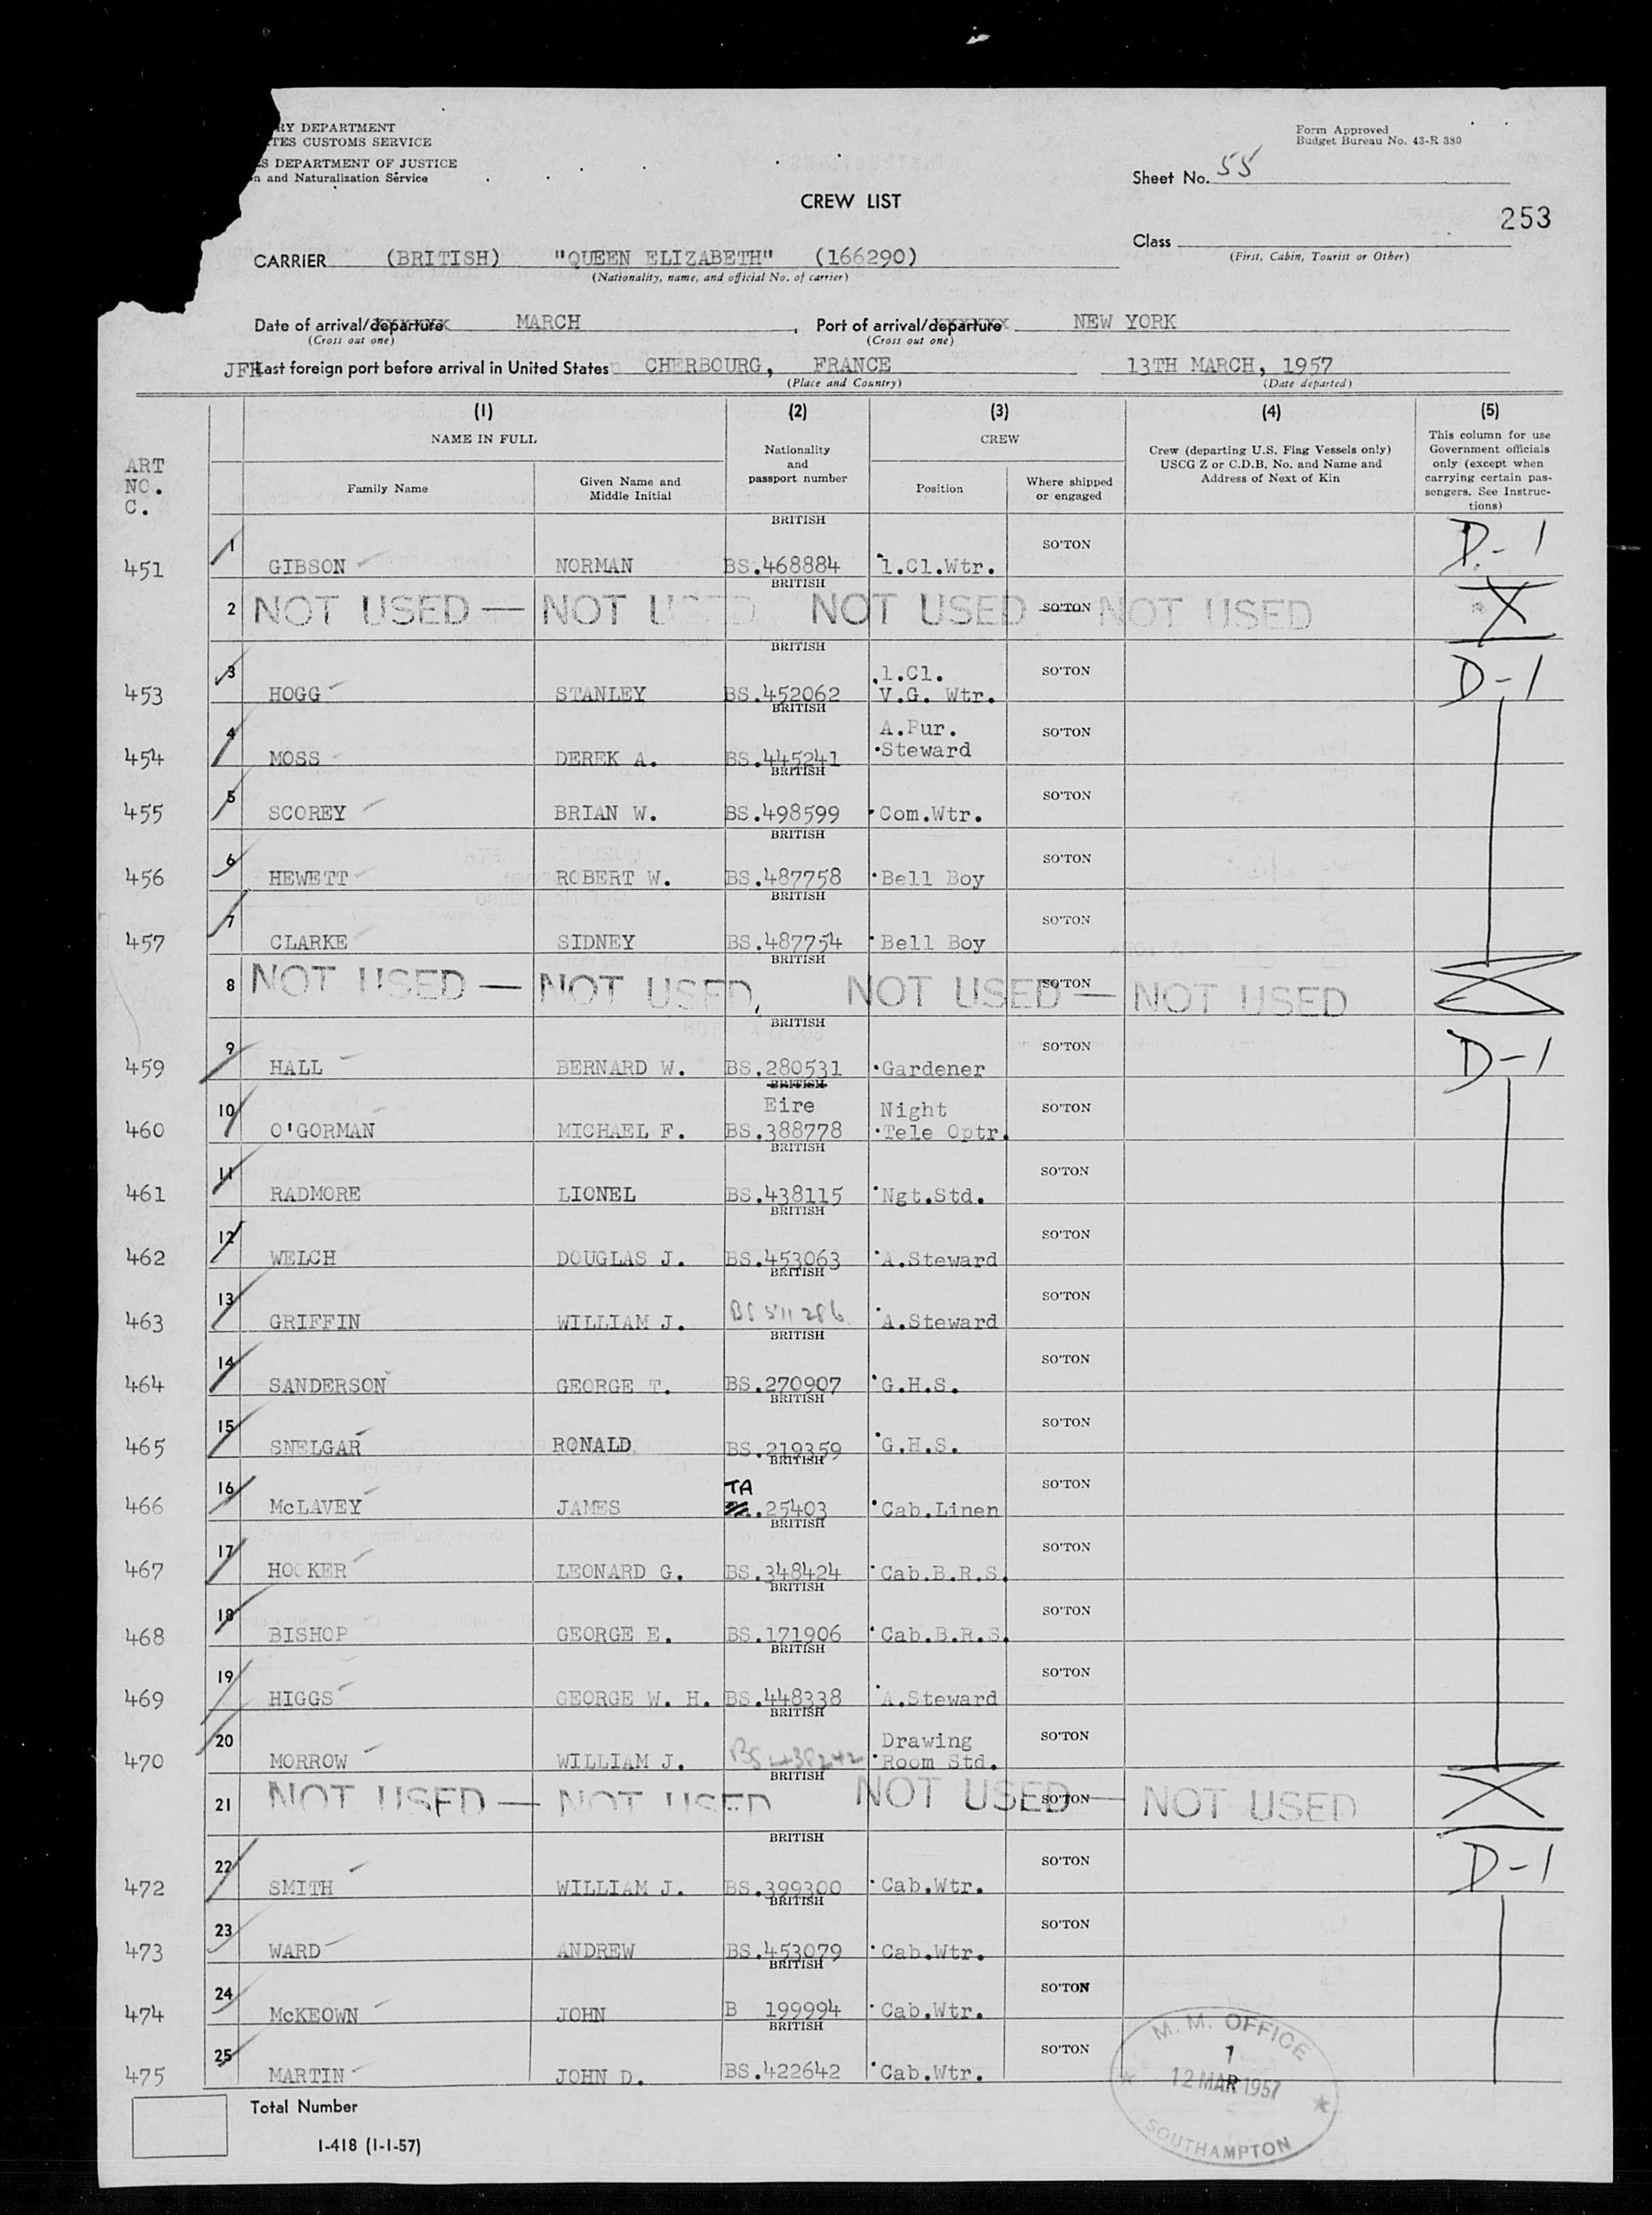 RY DEPARTMENT
TES CUSTOMS SERVICE
S DEPARTMENT OF JUSTICE
n and Naturalization Service
Form Approved
Budget Bureau No. 43-R 380
Sheet No. 55
CREW LIST
253
Class
(First, Cabin, Tourist or Other)
CARRIER (BRITISH) "QUEEN ELIZABETH" (166290)
(Nationality, name, and official No. of carrier)
Date of arrival/departure MARCH , Port of arrival/departure NEW YORK
(Cross out one) (Cross out one)
JFH Last foreign port before arrival in United States CHERBOURG, FRANCE 13TH MARCH, 1957
(Place and Country) (Date departed)
(1) (2) (3) (4) (5)
NAME IN FULL
Family Name
Given Name and
Middle Initial
Nationality
and
passport number
CREW
Position
Where shipped
or engaged
Crew (departing U.S. Flag Vessels only)
USCG Z or C.D.B. No. and Name and
Address of Next of Kin
This column for use
Government officials
only (except when
carrying certain pas-
sengers. See Instruc-
tions)
ART
NO.
C.
BRITISH
451 1 GIBSON NORMAN BS.468884 1.Cl.Wtr. SO'TON D-1
BRITISH
2 NOT USED — NOT USED NOT USED — NOT USED SO'TON X
BRITISH
453 3 HOGG STANLEY BS.452062 1.Cl. V.G. Wtr. SO'TON D-1
BRITISH
454 4 MOSS DEREK A. BS.445241 A.Pur. Steward SO'TON
BRITISH
455 5 SCOREY BRIAN W. BS.498599 Com.Wtr. SO'TON
BRITISH
456 6 HEWETT ROBERT W. BS.487758 Bell Boy SO'TON
BRITISH
457 7 CLARKE SIDNEY BS.487754 Bell Boy SO'TON
BRITISH
8 NOT USED — NOT USED, NOT USED — NOT USED SO'TON X
BRITISH
459 9 HALL BERNARD W. BS.280531 Gardener SO'TON D-1
BRITISH
Eire
460 10 O'GORMAN MICHAEL F. BS.388778 Night Tele Optr. SO'TON
BRITISH
461 11 RADMORE LIONEL BS.438115 Ngt.Std. SO'TON
BRITISH
462 12 WELCH DOUGLAS J. BS.453063 A.Steward SO'TON
BRITISH
463 13 GRIFFIN WILLIAM J. BS 511286 A.Steward SO'TON
BRITISH
464 14 SANDERSON GEORGE T. BS.270907 G.H.S. SO'TON
BRITISH
465 15 SNELGAR RONALD BS.219359 G.H.S. SO'TON
BRITISH
466 16 McLAVEY JAMES TA .25403 Cab.Linen SO'TON
BRITISH
467 17 HOOKER LEONARD G. BS.348424 Cab.B.R.S. SO'TON
BRITISH
468 18 BISHOP GEORGE E. BS.171906 Cab.B.R.S. SO'TON
BRITISH
469 19 HIGGS GEORGE W. H. BS.448338 A.Steward SO'TON
BRITISH
470 20 MORROW WILLIAM J. Drawing Room Std. SO'TON
BRITISH
21 NOT USED — NOT USED NOT USED — NOT USED SO'TON X
BRITISH
472 22 SMITH WILLIAM J. BS.399300 Cab.Wtr. SO'TON D-1
BRITISH
473 23 WARD ANDREW BS.453079 Cab.Wtr. SO'TON
BRITISH
474 24 McKEOWN JOHN B 199994 Cab.Wtr. SO'TON
BRITISH
475 25 MARTIN JOHN D. BS.422642 Cab.Wtr. SO'TON
M. M. OFFICE
1
12 MAR 1957
SOUTHAMPTON
Total Number
I-418 (1-1-57)